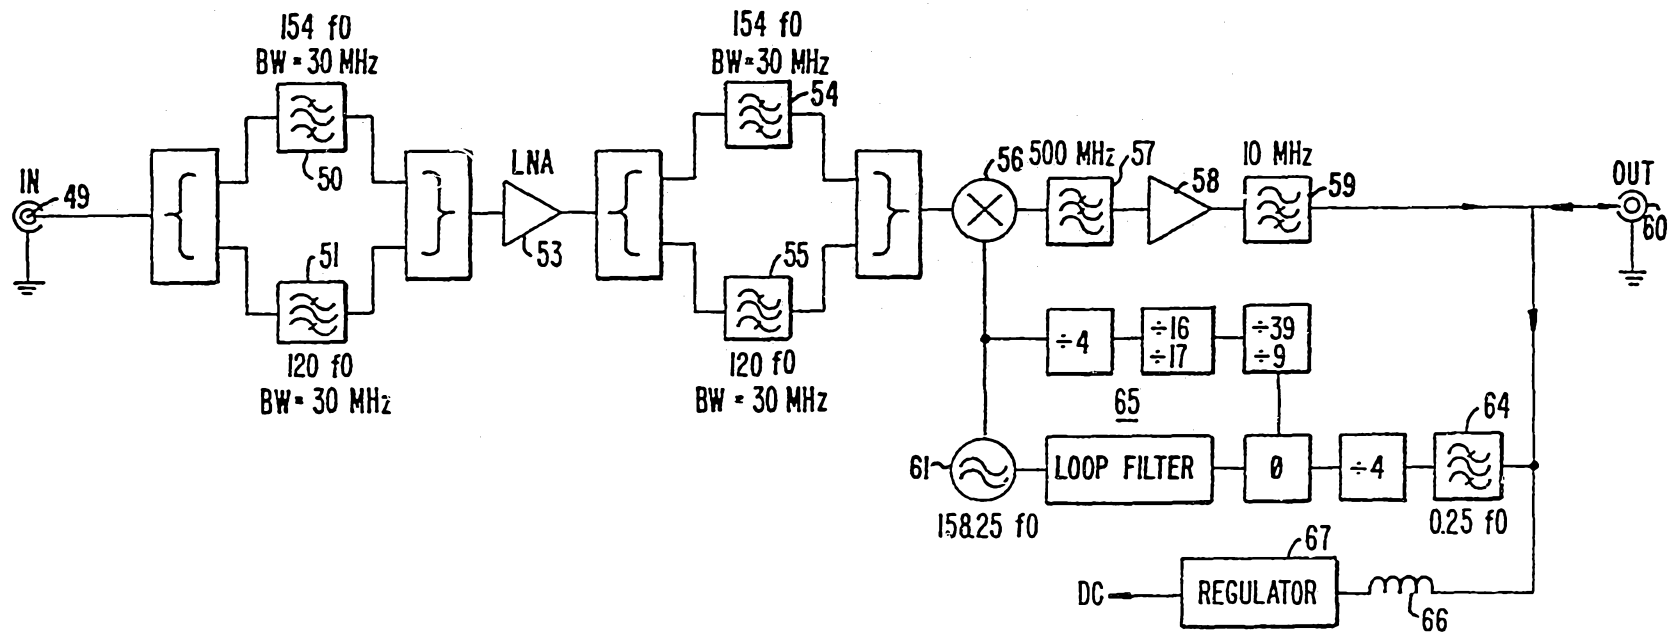 154 f0
BW = 30 MHz
50
IN
49
51
120 f0
BW = 30 MHz
LNA
53
154 f0
BW = 30 MHz
54
55
120 f0
BW = 30 MHz
56
500 MHz
57
58
10 MHz
59
OUT
60
÷4
÷16
÷17
÷39
÷9
65
61
158.25 f0
LOOP FILTER
Ø
÷4
64
0.25 f0
DC
REGULATOR
67
66